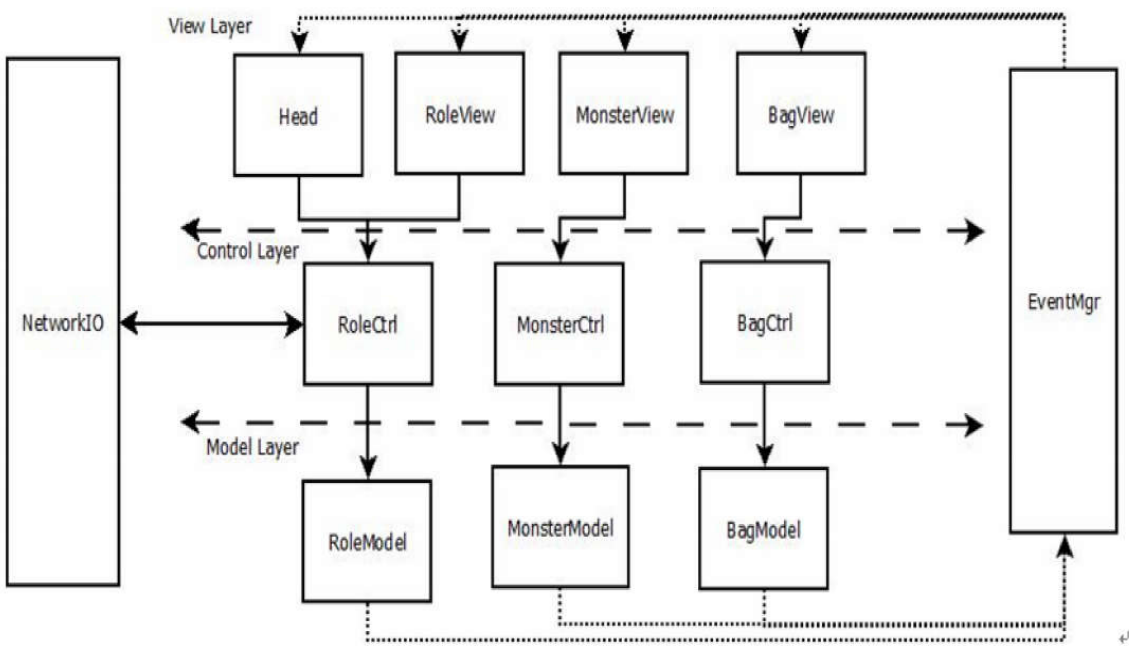 View Layer
Head
RoleView
MonsterView
BagView
Control Layer
NetworkIO
RoleCtrl
MonsterCtrl
BagCtrl
EventMgr
Model Layer
RoleModel
MonsterModel
BagModel